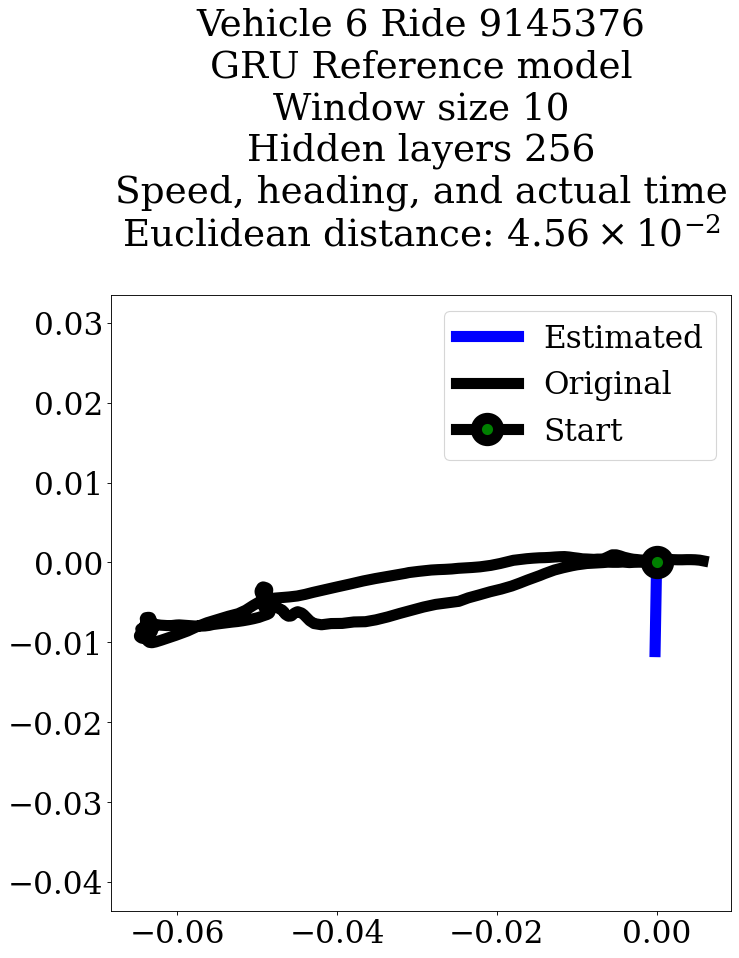 Vehicle 6 Ride 9145376
GRU Reference model
Window size 10
Hidden layers 256
Speed, heading, and actual time
Euclidean distance: 4.56 × 10⁻²
Estimated
Original
Start
0.03
0.02
0.01
0.00
−0.01
−0.02
−0.03
−0.04
−0.06 −0.04 −0.02 0.00